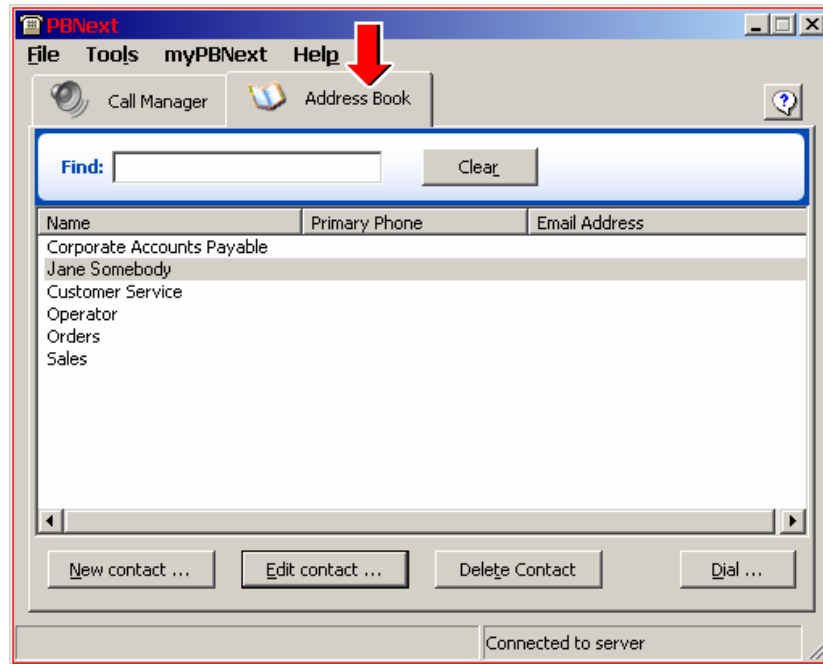 PBNext
File Tools myPBNext Help
Call Manager Address Book
Find: Clear
Name Primary Phone Email Address
Corporate Accounts Payable
Jane Somebody
Customer Service
Operator
Orders
Sales
New contact ... Edit contact ... Delete Contact Dial ...
Connected to server